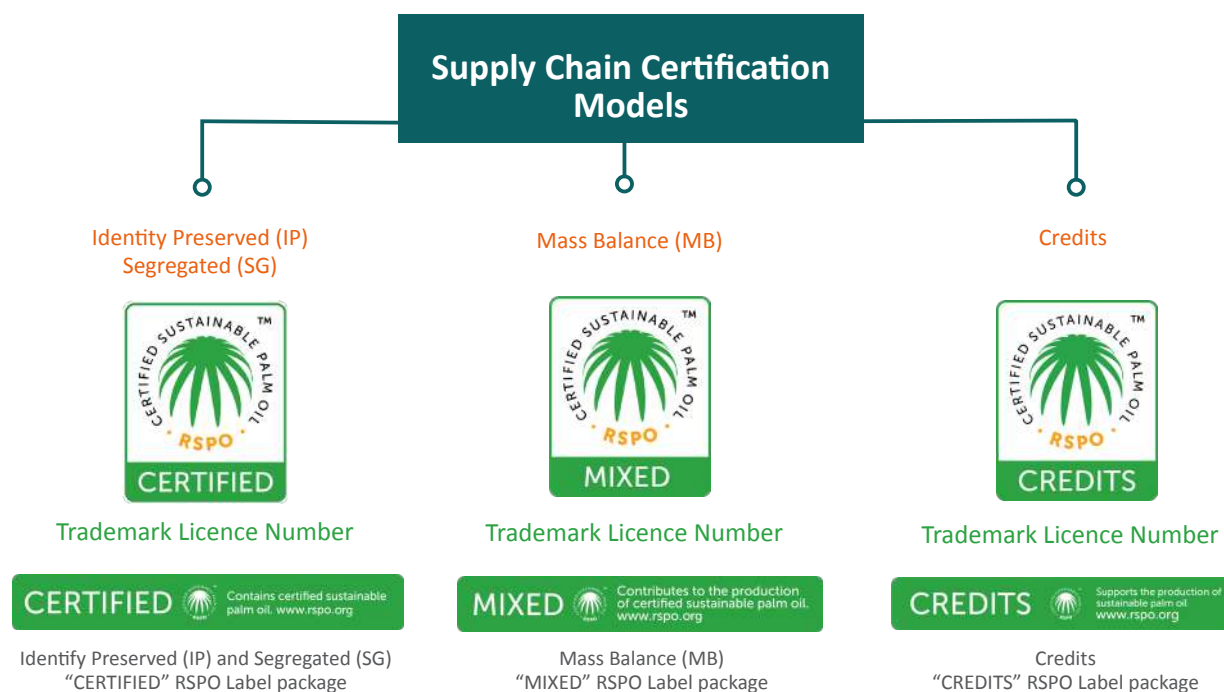 Supply Chain Certification
Models
Identity Preserved (IP)
Segregated (SG)
Mass Balance (MB)
Credits
CERTIFIED SUSTAINABLE PALM OIL
TM
· RSPO ·
CERTIFIED
CERTIFIED SUSTAINABLE PALM OIL
TM
· RSPO ·
MIXED
CERTIFIED SUSTAINABLE PALM OIL
TM
· RSPO ·
CREDITS
Trademark Licence Number
Trademark Licence Number
Trademark Licence Number
CERTIFIED
RSPO
Contains certified sustainable
palm oil. www.rspo.org
MIXED
RSPO
Contributes to the production
of certified sustainable palm oil.
www.rspo.org
CREDITS
RSPO
Supports the production of
sustainable palm oil
www.rspo.org
Identify Preserved (IP) and Segregated (SG)
“CERTIFIED” RSPO Label package
Mass Balance (MB)
“MIXED” RSPO Label package
Credits
“CREDITS” RSPO Label package